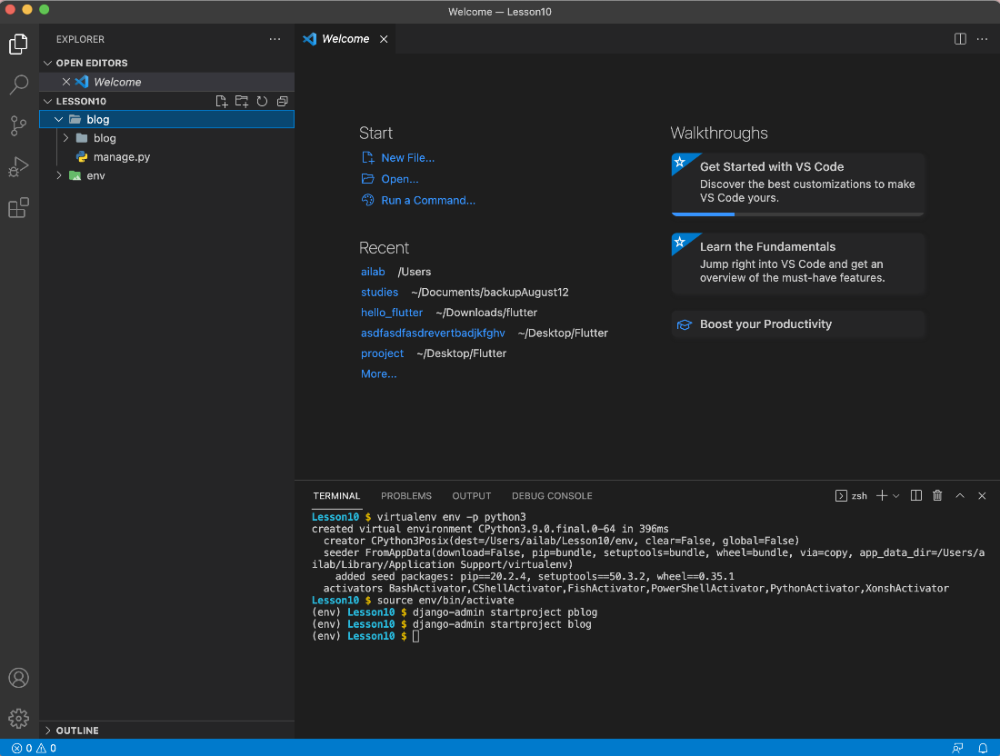 Welcome — Lesson10
EXPLORER
OPEN EDITORS
Welcome
LESSON10
blog
blog
manage.py
env
OUTLINE
Welcome
Start
New File...
Open...
Run a Command...
Recent
ailab /Users
studies ~/Documents/backupAugust12
hello_flutter ~/Downloads/flutter
asdfasdfasdrevertbadjkfghv ~/Desktop/Flutter
prooject ~/Desktop/Flutter
More...
Walkthroughs
Get Started with VS Code
Discover the best customizations to make
VS Code yours.
Learn the Fundamentals
Jump right into VS Code and get an
overview of the must-have features.
Boost your Productivity
TERMINAL PROBLEMS OUTPUT DEBUG CONSOLE zsh
Lesson10 $ virtualenv env -p python3
created virtual environment CPython3.9.0.final.0-64 in 396ms
creator CPython3Posix(dest=/Users/ailab/Lesson10/env, clear=False, global=False)
seeder FromAppData(download=False, pip=bundle, setuptools=bundle, wheel=bundle, via=copy, app_data_dir=/Users/a
ilab/Library/Application Support/virtualenv)
added seed packages: pip==20.2.4, setuptools==50.3.2, wheel==0.35.1
activators BashActivator,CShellActivator,FishActivator,PowerShellActivator,PythonActivator,XonshActivator
Lesson10 $ source env/bin/activate
(env) Lesson10 $ django-admin startproject pblog
(env) Lesson10 $ django-admin startproject blog
(env) Lesson10 $
0 0